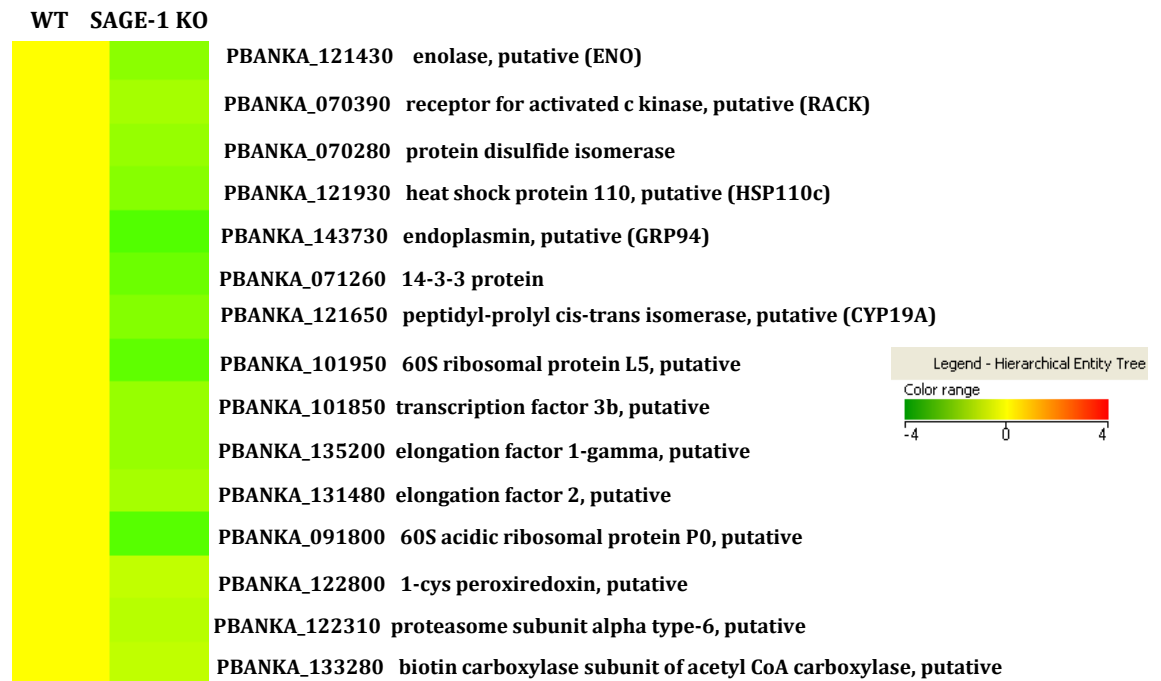 WT SAGE-1 KO
PBANKA_121430 enolase, putative (ENO)
PBANKA_070390 receptor for activated c kinase, putative (RACK)
PBANKA_070280 protein disulfide isomerase
PBANKA_121930 heat shock protein 110, putative (HSP110c)
PBANKA_143730 endoplasmin, putative (GRP94)
PBANKA_071260 14-3-3 protein
PBANKA_121650 peptidyl-prolyl cis-trans isomerase, putative (CYP19A)
PBANKA_101950 60S ribosomal protein L5, putative
PBANKA_101850 transcription factor 3b, putative
PBANKA_135200 elongation factor 1-gamma, putative
PBANKA_131480 elongation factor 2, putative
PBANKA_091800 60S acidic ribosomal protein P0, putative
PBANKA_122800 1-cys peroxiredoxin, putative
PBANKA_122310 proteasome subunit alpha type-6, putative
PBANKA_133280 biotin carboxylase subunit of acetyl CoA carboxylase, putative
Legend - Hierarchical Entity Tree
Color range
-4 0 4